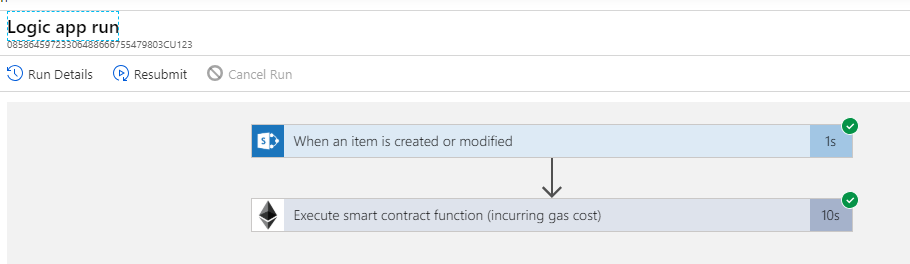 Logic app run
08586459723306488666755479803CU123
Run Details
Resubmit
Cancel Run
When an item is created or modified
1s
Execute smart contract function (incurring gas cost)
10s